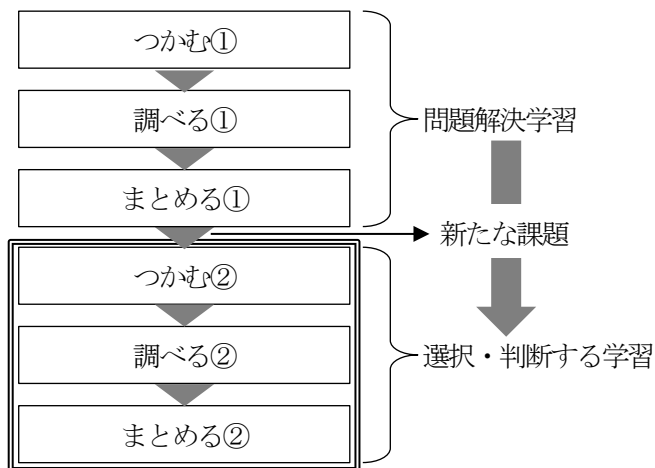 つかむ①
調べる①
まとめる①
問題解決学習
新たな課題
つかむ②
調べる②
まとめる②
選択・判断する学習